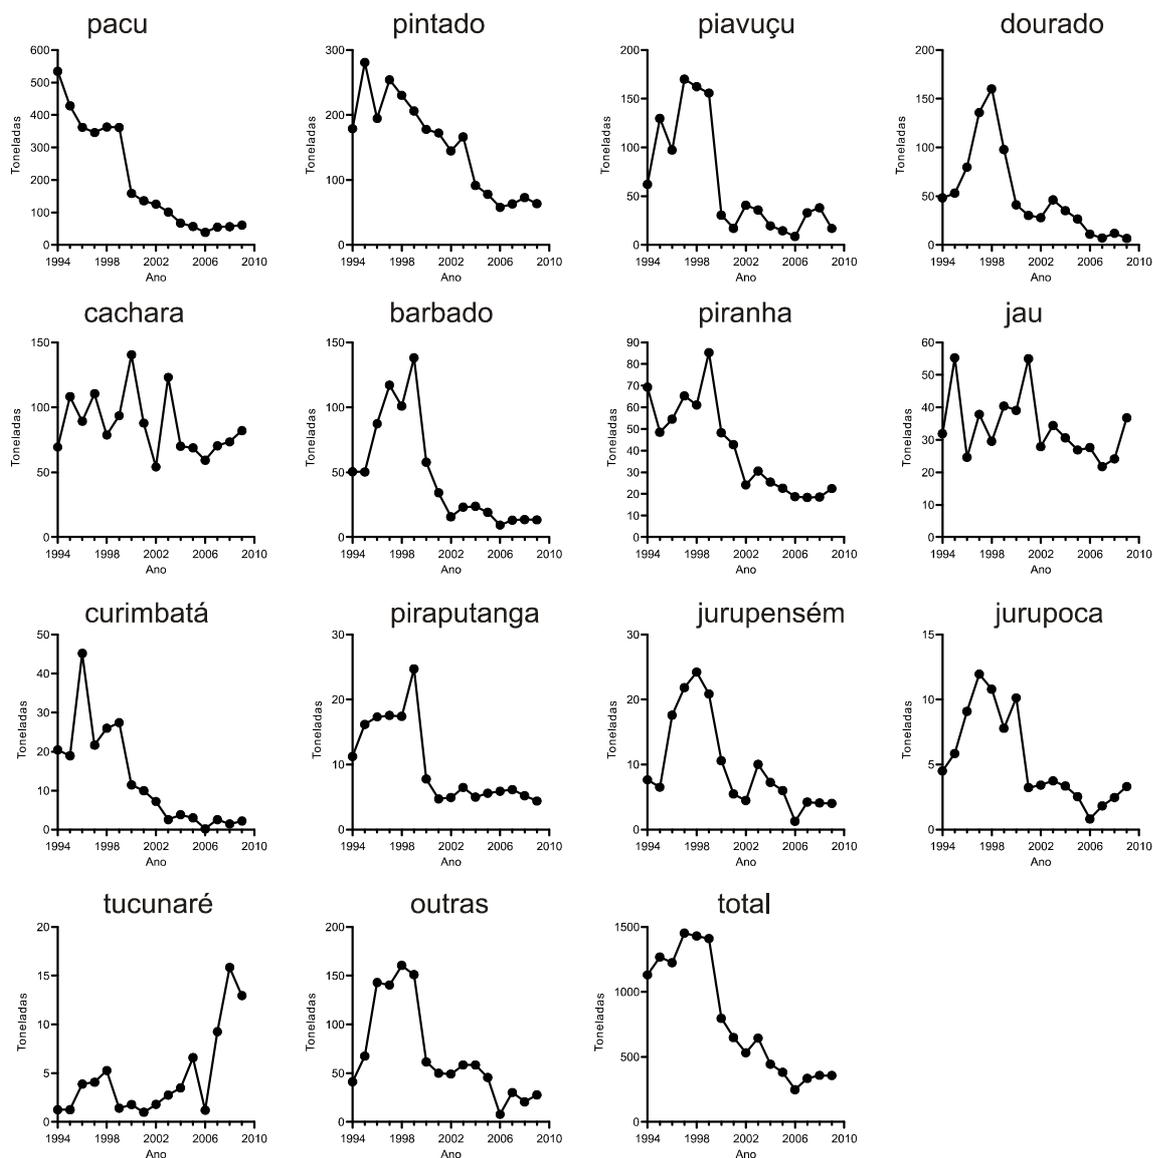 pacu
pintado
piavuçu
dourado
600
500
400
300
200
100
0
Toneladas
1994 1998 2002 2006 2010
Ano
300
200
100
0
Toneladas
1994 1998 2002 2006 2010
Ano
200
150
100
50
0
Toneladas
1994 1998 2002 2006 2010
Ano
200
150
100
50
0
Toneladas
1994 1998 2002 2006 2010
Ano
cachara
barbado
piranha
jau
150
100
50
0
Toneladas
1994 1998 2002 2006 2010
Ano
150
100
50
0
Toneladas
1994 1998 2002 2006 2010
Ano
90
80
70
60
50
40
30
20
10
0
Toneladas
1994 1998 2002 2006 2010
Ano
60
50
40
30
20
10
0
Toneladas
1994 1998 2002 2006 2010
Ano
curimbatá
piraputanga
jurupensém
jurupoca
50
40
30
20
10
0
Toneladas
1994 1998 2002 2006 2010
Ano
30
20
10
0
Toneladas
1994 1998 2002 2006 2010
Ano
30
20
10
0
Toneladas
1994 1998 2002 2006 2010
Ano
15
10
5
0
Toneladas
1994 1998 2002 2006 2010
Ano
tucunaré
outras
total
20
15
10
5
0
Toneladas
1994 1998 2002 2006 2010
Ano
200
150
100
50
0
Toneladas
1994 1998 2002 2006 2010
Ano
1500
1000
500
0
Toneladas
1994 1998 2002 2006 2010
Ano